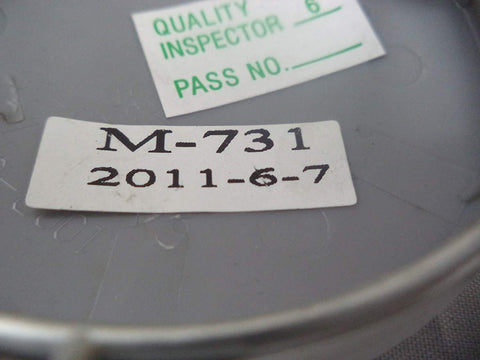 QUALITY
INSPECTOR 6
PASS NO.
M-731
2011-6-7